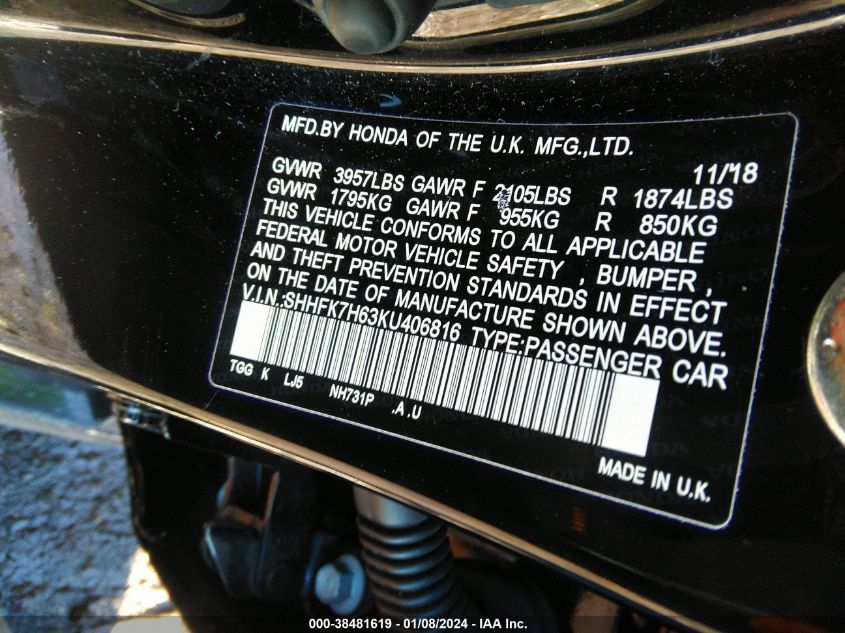 MFD.BY HONDA OF THE U.K. MFG.,LTD.
11/'18
GVWR 3957LBS GAWR F 2105LBS R 1874LBS
GVWR 1795KG GAWR F 955KG R 850KG
THIS VEHICLE CONFORMS TO ALL APPLICABLE
FEDERAL MOTOR VEHICLE SAFETY , BUMPER ,
AND THEFT PREVENTION STANDARDS IN EFFECT
ON THE DATE OF MANUFACTURE SHOWN ABOVE.
V.I.N.:SHHFK7H63KU406816 TYPE:PASSENGER CAR
TGG K LJ5 NH731P .A.U
MADE IN U.K.
000-38481619 — 01/08/2024 — IAA Inc.